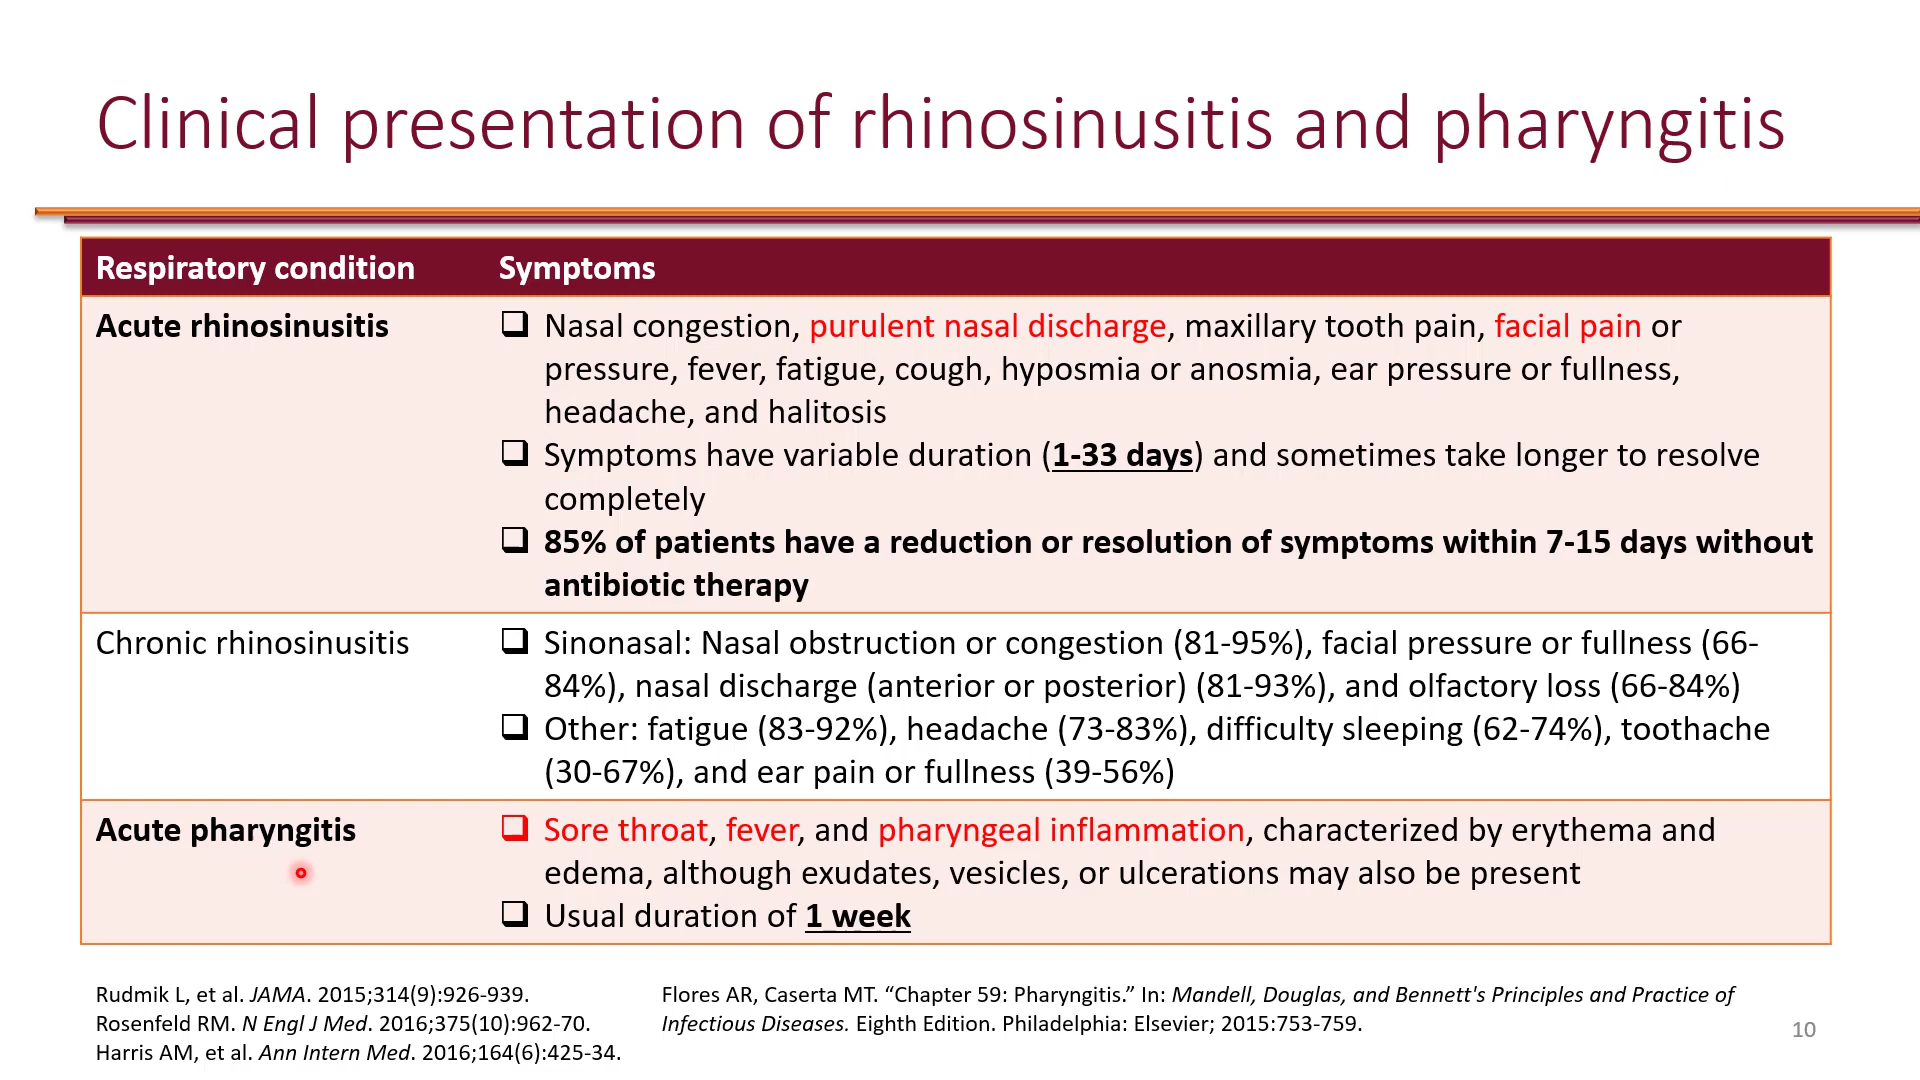 Clinical presentation of rhinosinusitis and pharyngitis
Respiratory condition
Symptoms
Acute rhinosinusitis
Nasal congestion, purulent nasal discharge, maxillary tooth pain, facial pain or
pressure, fever, fatigue, cough, hyposmia or anosmia, ear pressure or fullness,
headache, and halitosis
Symptoms have variable duration (1-33 days) and sometimes take longer to resolve
completely
85% of patients have a reduction or resolution of symptoms within 7-15 days without
antibiotic therapy
Chronic rhinosinusitis
Sinonasal: Nasal obstruction or congestion (81-95%), facial pressure or fullness (66-
84%), nasal discharge (anterior or posterior) (81-93%), and olfactory loss (66-84%)
Other: fatigue (83-92%), headache (73-83%), difficulty sleeping (62-74%), toothache
(30-67%), and ear pain or fullness (39-56%)
Acute pharyngitis
Sore throat, fever, and pharyngeal inflammation, characterized by erythema and
edema, although exudates, vesicles, or ulcerations may also be present
Usual duration of 1 week
Rudmik L, et al. JAMA. 2015;314(9):926-939.
Rosenfeld RM. N Engl J Med. 2016;375(10):962-70.
Harris AM, et al. Ann Intern Med. 2016;164(6):425-34.
Flores AR, Caserta MT. “Chapter 59: Pharyngitis.” In: Mandell, Douglas, and Bennett's Principles and Practice of
Infectious Diseases. Eighth Edition. Philadelphia: Elsevier; 2015:753-759.
10